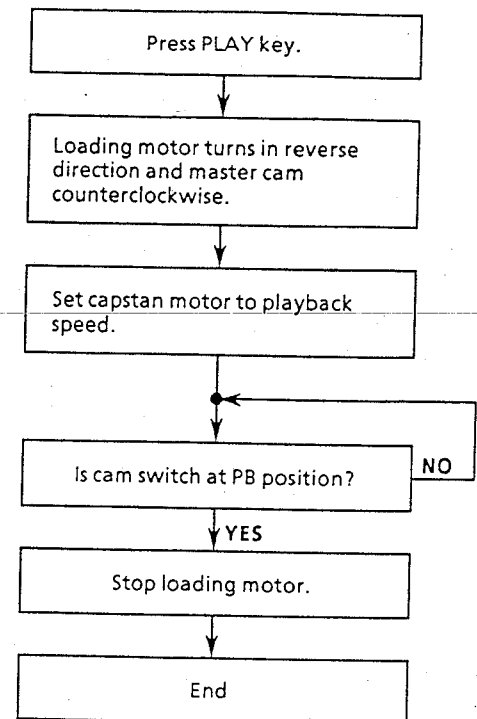 Press PLAY key.
Loading motor turns in reverse
direction and master cam
counterclockwise.
Set capstan motor to playback
speed.
Is cam switch at PB position?
NO
YES
Stop loading motor.
End